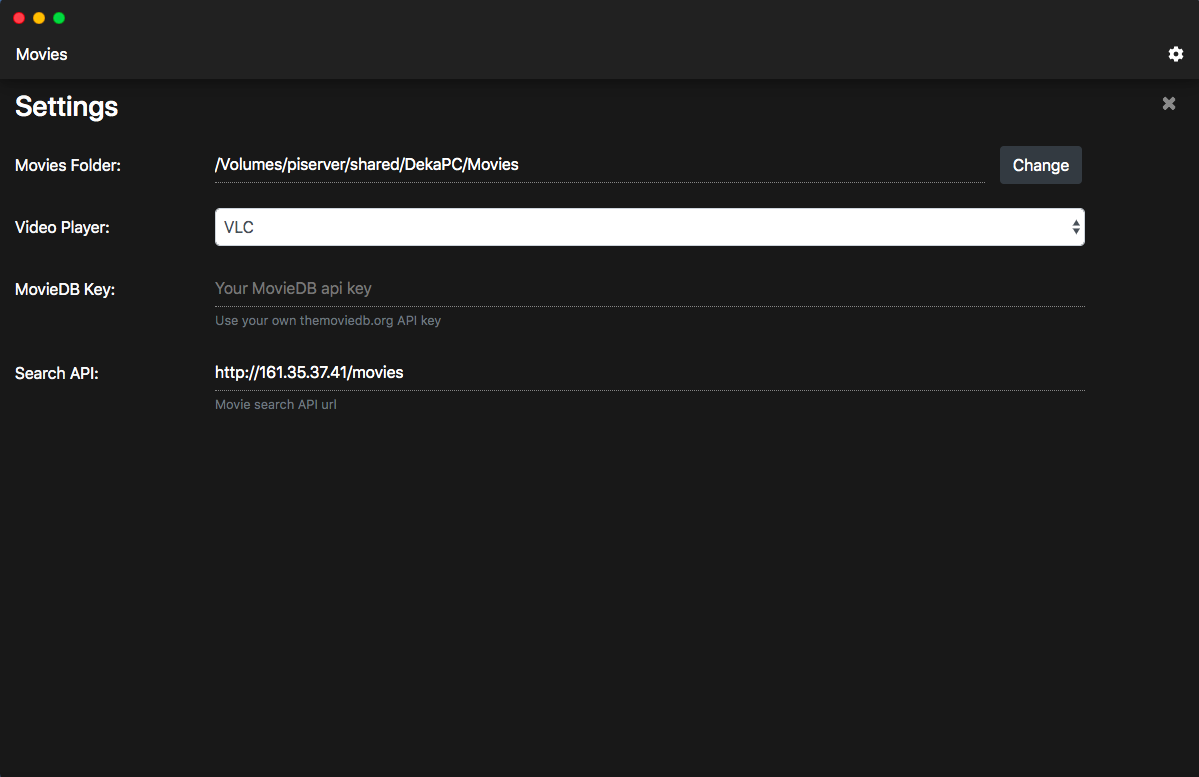 Movies
Settings
Movies Folder: /Volumes/piserver/shared/DekaPC/Movies Change
Video Player: VLC
MovieDB Key: Your MovieDB api key
Use your own themoviedb.org API key
Search API: http://161.35.37.41/movies
Movie search API url